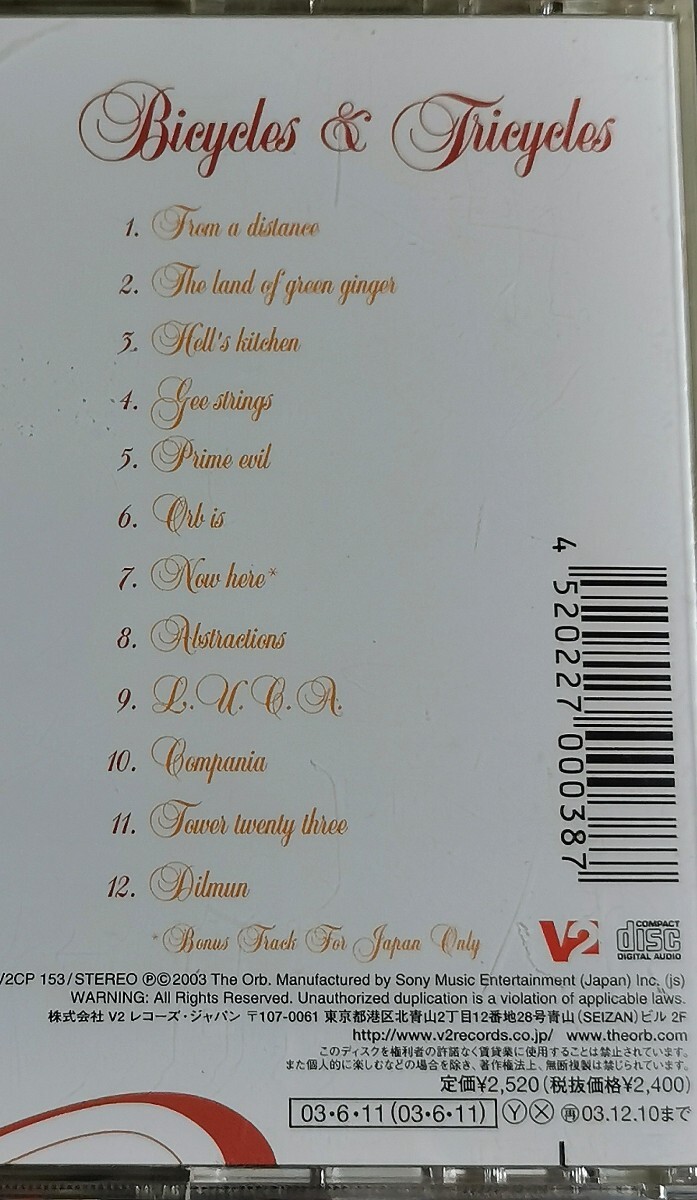 Bicycles & Tricycles
1. From a distance
2. The land of green ginger
3. Hell's kitchen
4. Gee strings
5. Prime evil
6. Orb is
7. Now here*
8. Abstractions
9. L.U.C.A.
10. Compania
11. Tower twenty three
12. Dilmun
*Bonus Track For Japan Only
4 520227 000387
V2
COMPACT
disc
DIGITAL AUDIO
V2CP 153/STEREO ℗©2003 The Orb. Manufactured by Sony Music Entertainment (Japan) Inc. (js)
WARNING: All Rights Reserved. Unauthorized duplication is a violation of applicable laws.
株式会社 V2 レコーズ・ジャパン 〒107-0061 東京都港区北青山2丁目12番地28号青山(SEIZAN)ビル 2F
http://www.v2records.co.jp/ www.theorb.com
このディスクを権利者の許諾なく賃貸業に使用することは禁止されています。
また個人的に楽しむなどの場合を除き、著作権法上、無断複製は禁じられています。
定価¥2,520(税抜価格¥2,400)
03・6・11(03・6・11) Ⓨ Ⓧ ㊢03.12.10まで